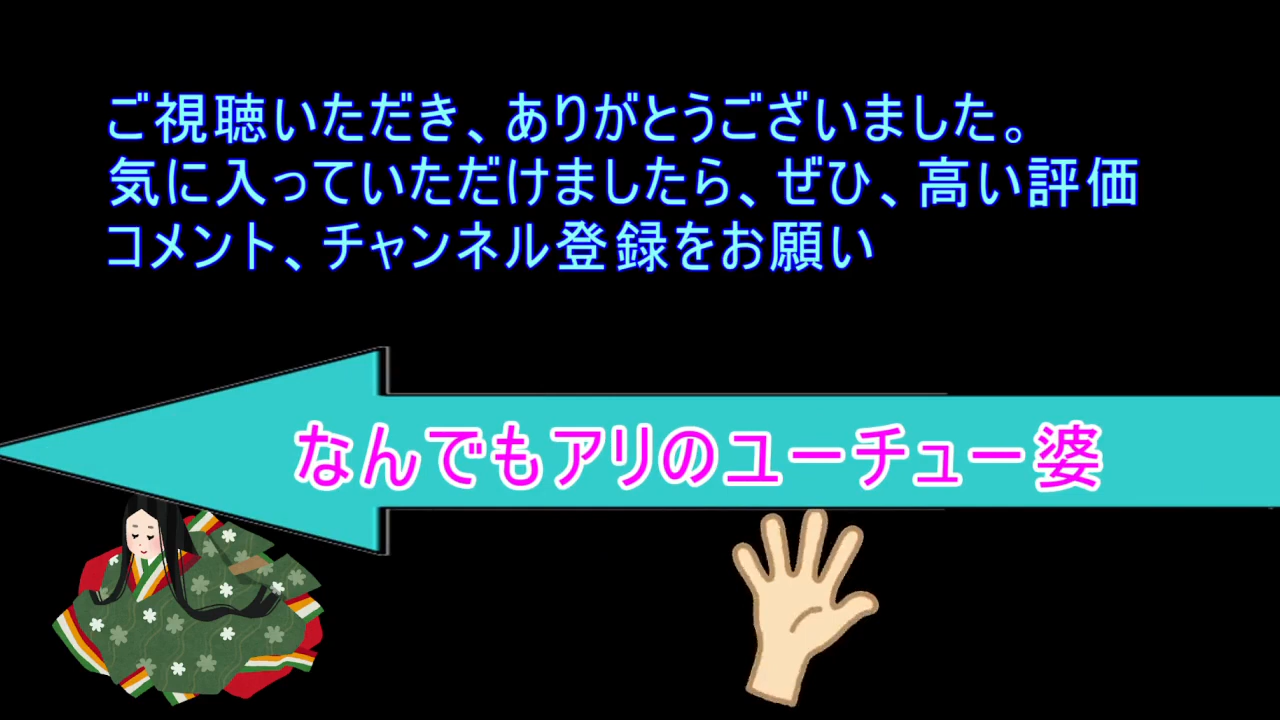 ご視聴いただき、ありがとうございました。
気に入っていただけましたら、ぜひ、高い評価
コメント、チャンネル登録をお願い
なんでもアリのユーチュー婆